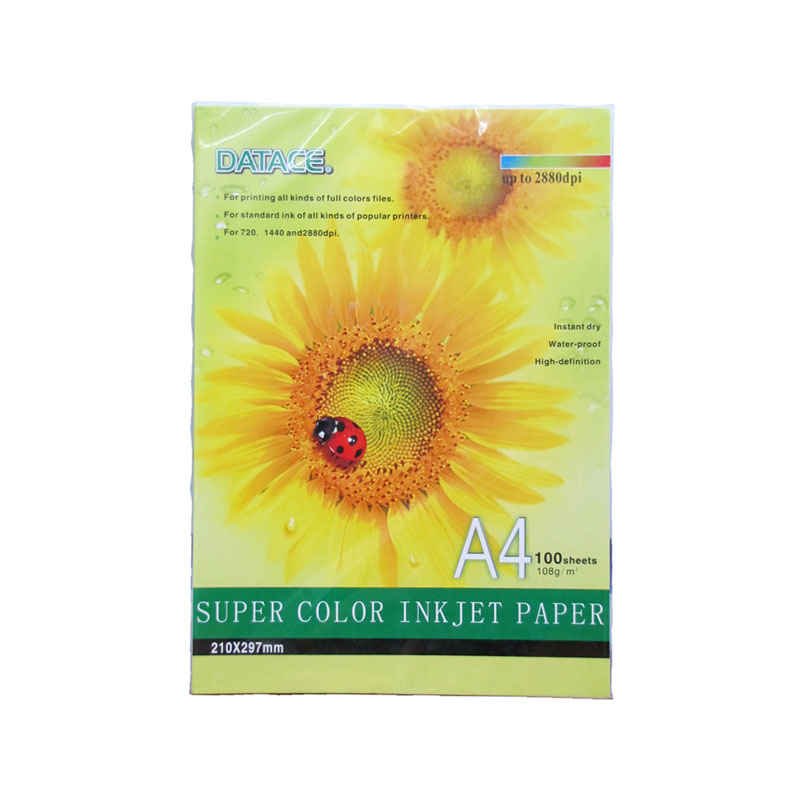 DATACE.
up to 2880dpi
For printing all kinds of full colors files.
For standard ink of all kinds of popular printers.
For 720. 1440 and2880dpi.
Instant dry
Water-proof
High-definition
A4 100sheets
108g/m²
SUPER COLOR INKJET PAPER
210X297mm